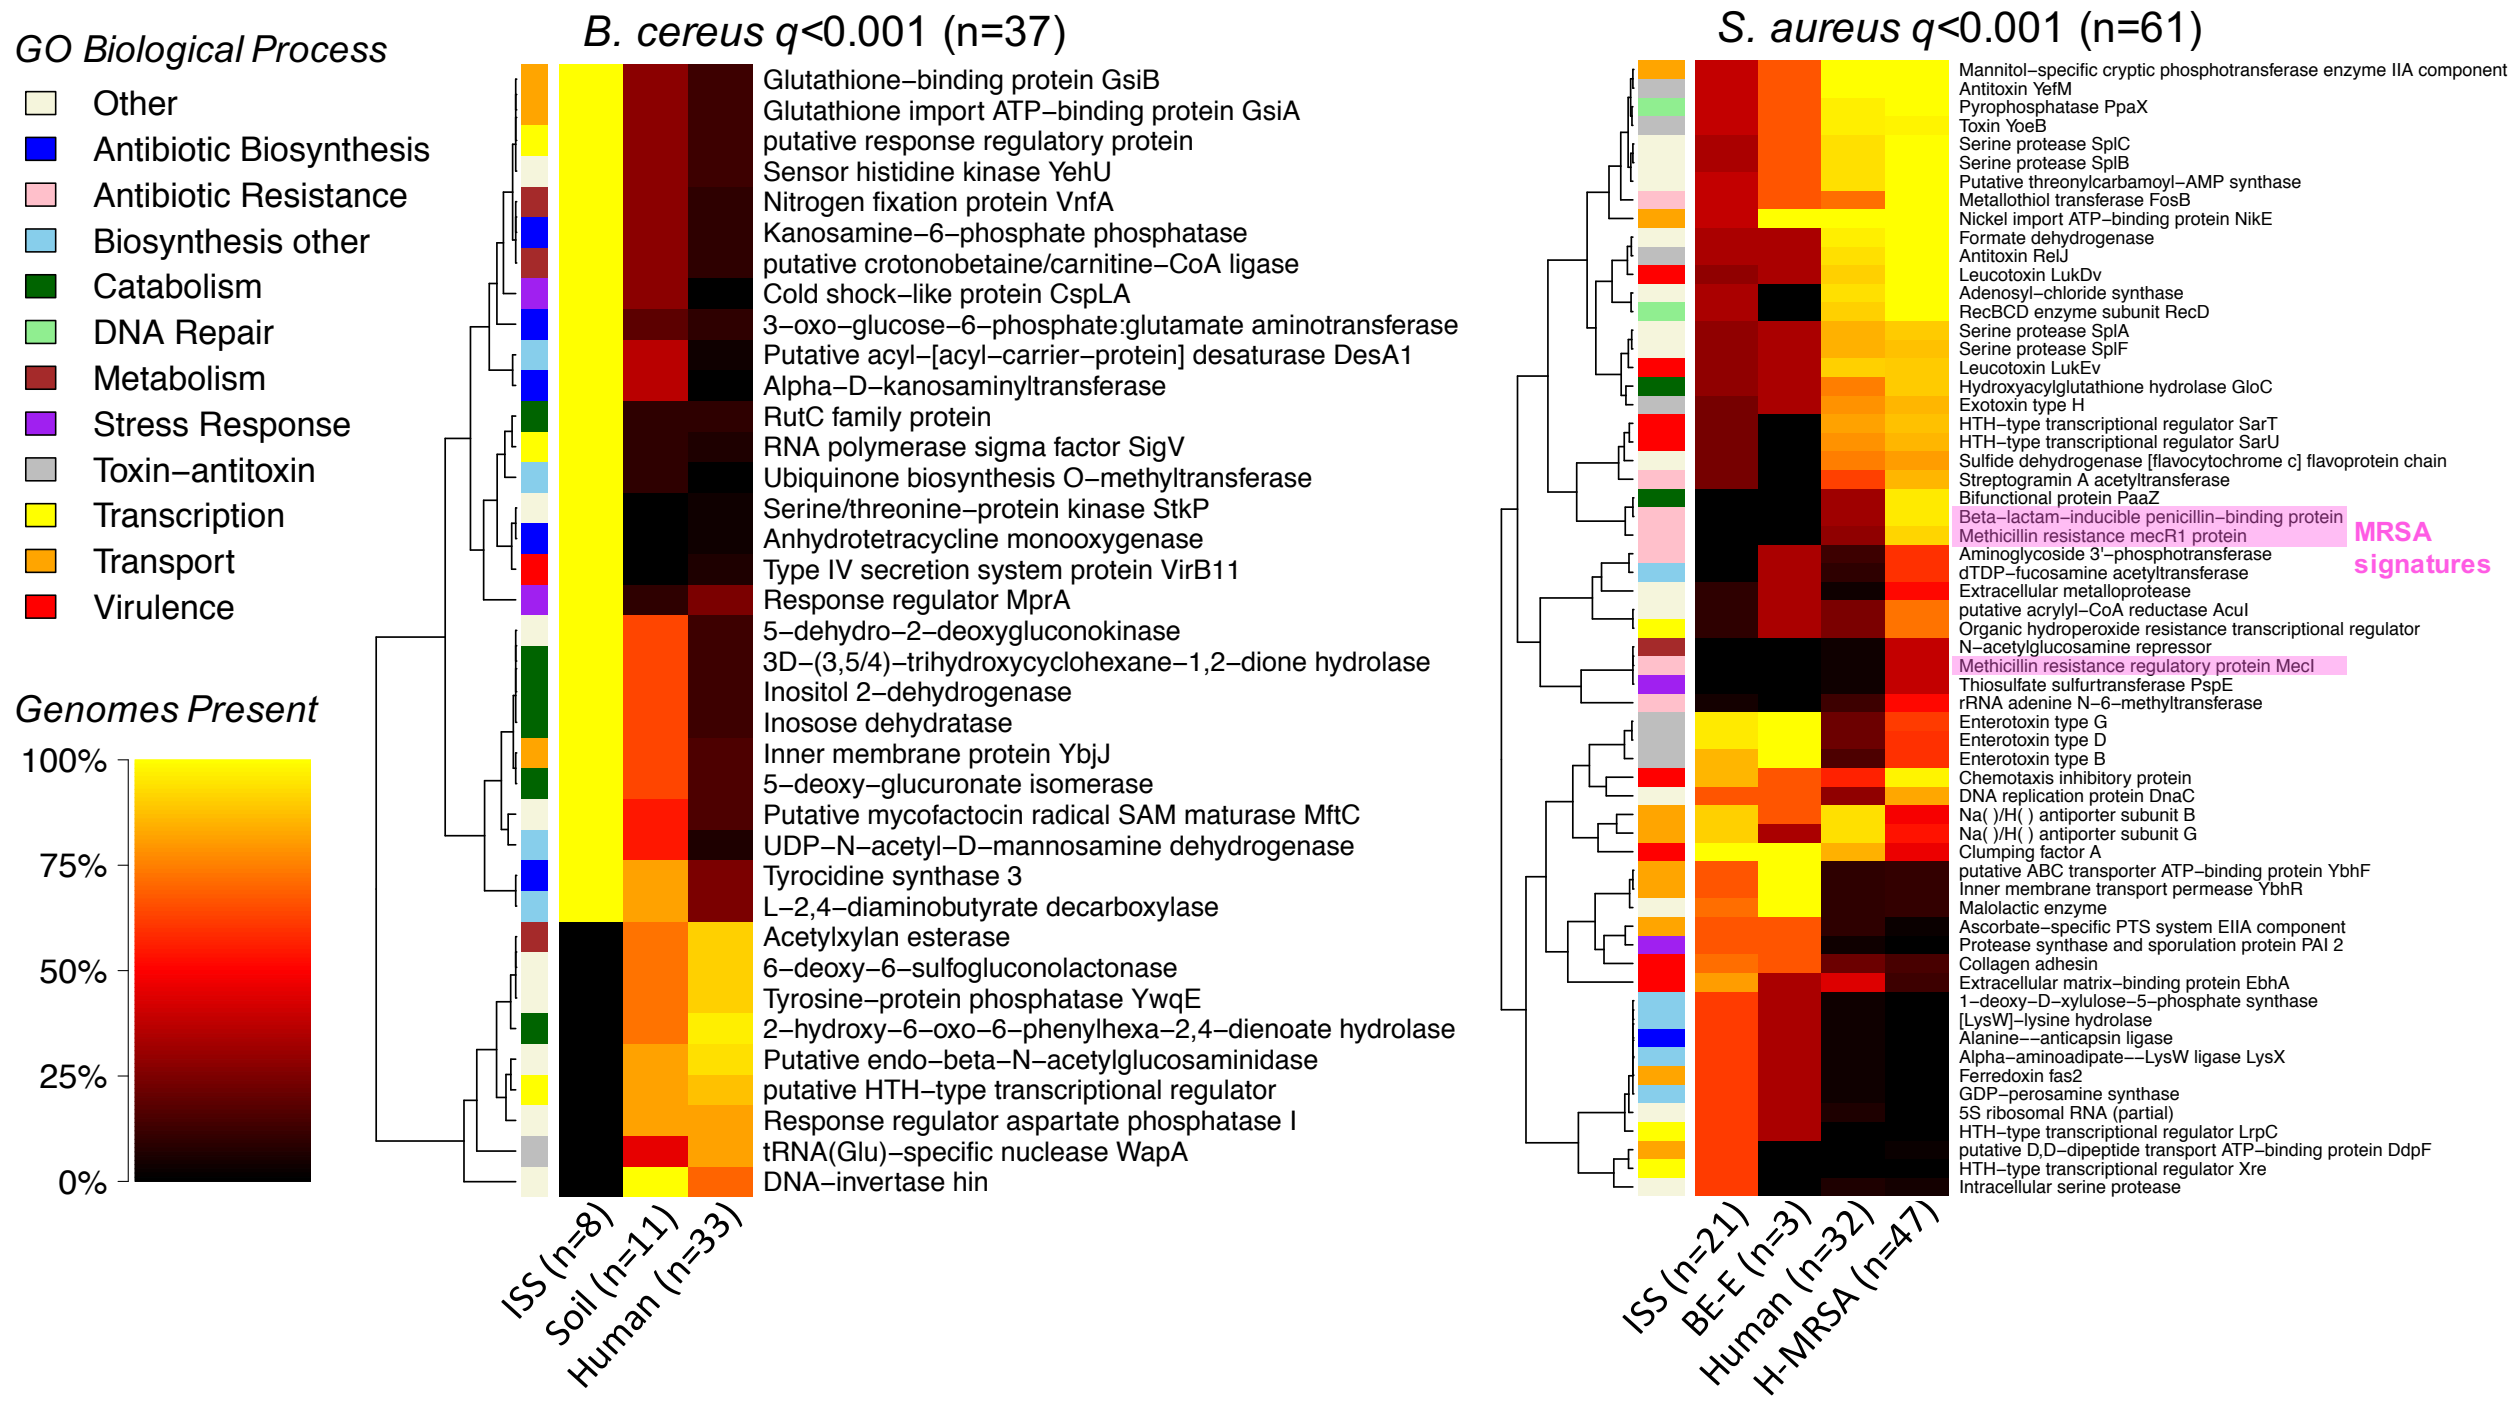 GO Biological Process
Other
Antibiotic Biosynthesis
Antibiotic Resistance
Biosynthesis other
Catabolism
DNA Repair
Metabolism
Stress Response
Toxin−antitoxin
Transcription
Transport
Virulence
Genomes Present
100%
75%
50%
25%
0%
B. cereus q<0.001 (n=37)
Glutathione−binding protein GsiB
Glutathione import ATP−binding protein GsiA
putative response regulatory protein
Sensor histidine kinase YehU
Nitrogen fixation protein VnfA
Kanosamine−6−phosphate phosphatase
putative crotonobetaine/carnitine−CoA ligase
Cold shock−like protein CspLA
3−oxo−glucose−6−phosphate:glutamate aminotransferase
Putative acyl−[acyl−carrier−protein] desaturase DesA1
Alpha−D−kanosaminyltransferase
RutC family protein
RNA polymerase sigma factor SigV
Ubiquinone biosynthesis O−methyltransferase
Serine/threonine−protein kinase StkP
Anhydrotetracycline monooxygenase
Type IV secretion system protein VirB11
Response regulator MprA
5−dehydro−2−deoxygluconokinase
3D−(3,5/4)−trihydroxycyclohexane−1,2−dione hydrolase
Inositol 2−dehydrogenase
Inosose dehydratase
Inner membrane protein YbjJ
5−deoxy−glucuronate isomerase
Putative mycofactocin radical SAM maturase MftC
UDP−N−acetyl−D−mannosamine dehydrogenase
Tyrocidine synthase 3
L−2,4−diaminobutyrate decarboxylase
Acetylxylan esterase
6−deoxy−6−sulfogluconolactonase
Tyrosine−protein phosphatase YwqE
2−hydroxy−6−oxo−6−phenylhexa−2,4−dienoate hydrolase
Putative endo−beta−N−acetylglucosaminidase
putative HTH−type transcriptional regulator
Response regulator aspartate phosphatase I
tRNA(Glu)−specific nuclease WapA
DNA−invertase hin
ISS (n=8)
Soil (n=11)
Human (n=33)
S. aureus q<0.001 (n=61)
Mannitol−specific cryptic phosphotransferase enzyme IIA component
Antitoxin YefM
Pyrophosphatase PpaX
Toxin YoeB
Serine protease SplC
Serine protease SplB
Putative threonylcarbamoyl−AMP synthase
Metallothiol transferase FosB
Nickel import ATP−binding protein NikE
Formate dehydrogenase
Antitoxin RelJ
Leucotoxin LukDv
Adenosyl−chloride synthase
RecBCD enzyme subunit RecD
Serine protease SplA
Serine protease SplF
Leucotoxin LukEv
Hydroxyacylglutathione hydrolase GloC
Exotoxin type H
HTH−type transcriptional regulator SarT
HTH−type transcriptional regulator SarU
Sulfide dehydrogenase [flavocytochrome c] flavoprotein chain
Streptogramin A acetyltransferase
Bifunctional protein PaaZ
Beta−lactam−inducible penicillin−binding protein
Methicillin resistance mecR1 protein
MRSA
signatures
Aminoglycoside 3'−phosphotransferase
dTDP−fucosamine acetyltransferase
Extracellular metalloprotease
putative acrylyl−CoA reductase AcuI
Organic hydroperoxide resistance transcriptional regulator
N−acetylglucosamine repressor
Methicillin resistance regulatory protein MecI
Thiosulfate sulfurtransferase PspE
rRNA adenine N−6−methyltransferase
Enterotoxin type G
Enterotoxin type D
Enterotoxin type B
Chemotaxis inhibitory protein
DNA replication protein DnaC
Na( )/H( ) antiporter subunit B
Na( )/H( ) antiporter subunit G
Clumping factor A
putative ABC transporter ATP−binding protein YbhF
Inner membrane transport permease YbhR
Malolactic enzyme
Ascorbate−specific PTS system EIIA component
Protease synthase and sporulation protein PAI 2
Collagen adhesin
Extracellular matrix−binding protein EbhA
1−deoxy−D−xylulose−5−phosphate synthase
[LysW]−lysine hydrolase
Alanine−−anticapsin ligase
Alpha−aminoadipate−−LysW ligase LysX
Ferredoxin fas2
GDP−perosamine synthase
5S ribosomal RNA (partial)
HTH−type transcriptional regulator LrpC
putative D,D−dipeptide transport ATP−binding protein DdpF
HTH−type transcriptional regulator Xre
Intracellular serine protease
ISS (n=21)
BE-E (n=3)
Human (n=32)
H-MRSA (n=47)